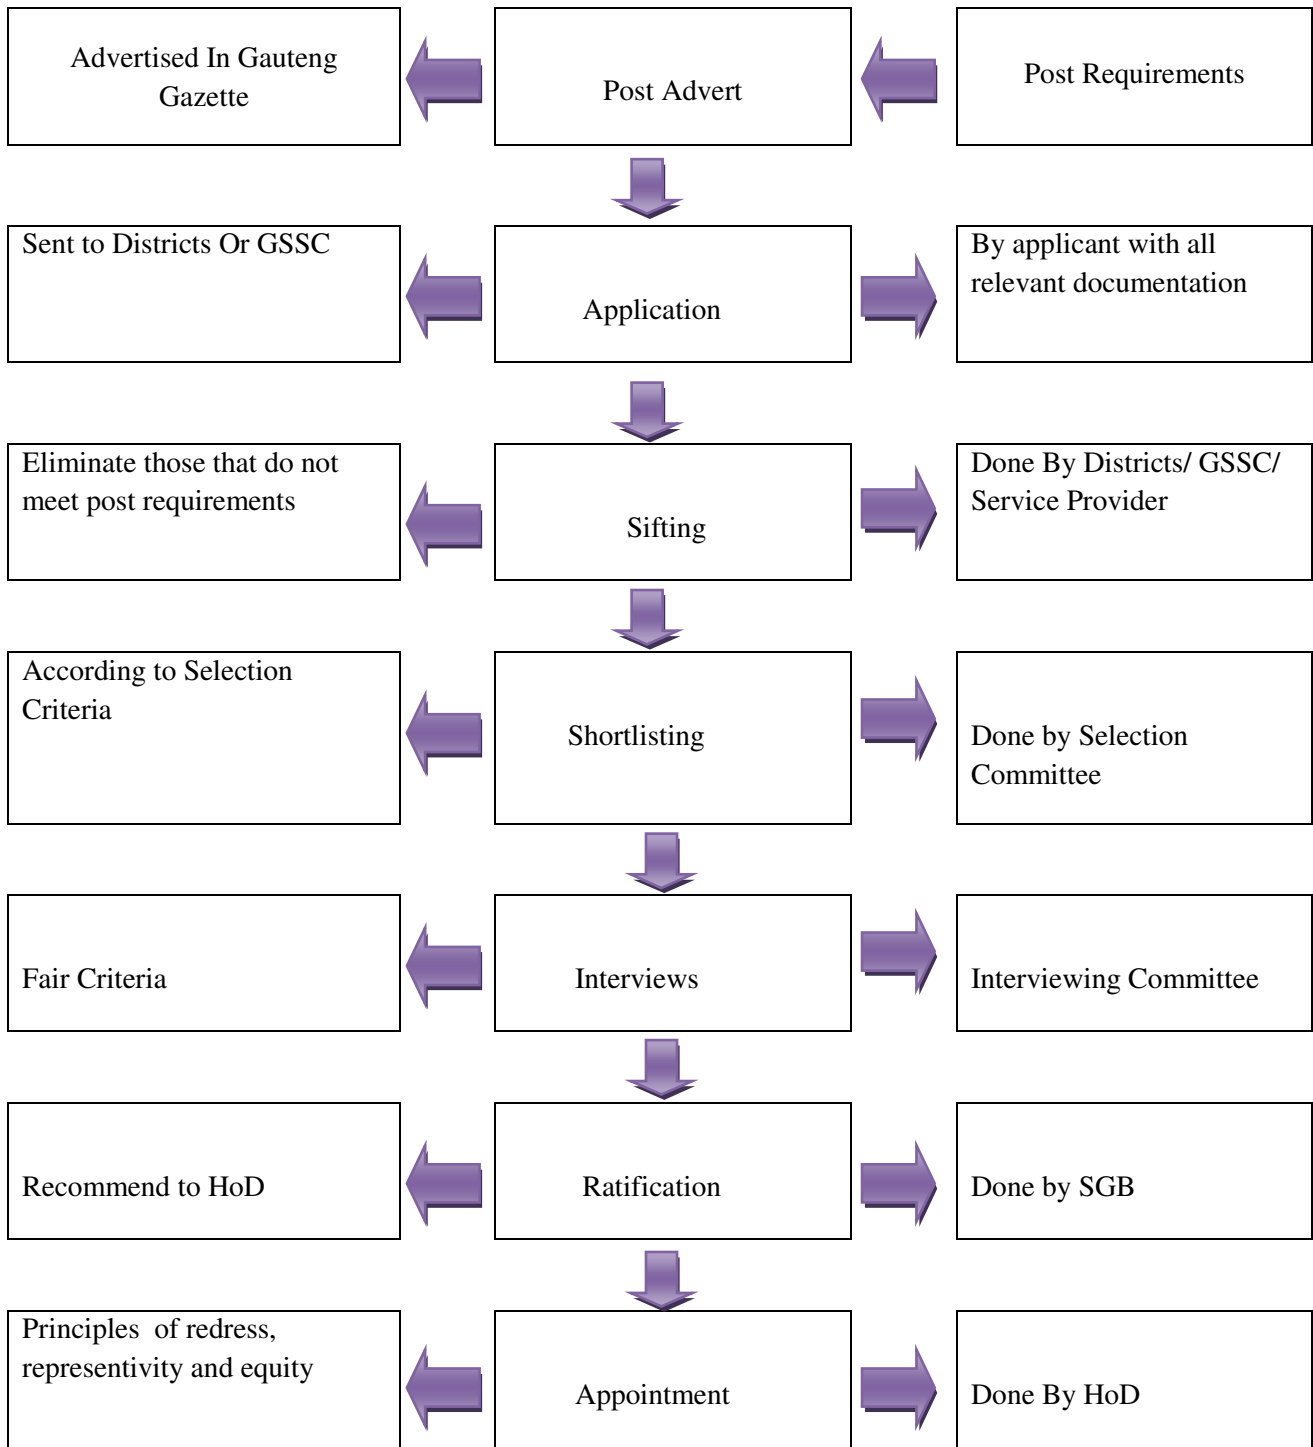 Advertised In Gauteng
Gazette
Post Advert
Post Requirements
Sent to Districts Or GSSC
Application
By applicant with all
relevant documentation
Eliminate those that do not
meet post requirements
Sifting
Done By Districts/ GSSC/
Service Provider
According to Selection
Criteria
Shortlisting
Done by Selection
Committee
Fair Criteria
Interviews
Interviewing Committee
Recommend to HoD
Ratification
Done by SGB
Principles of redress,
representivity and equity
Appointment
Done By HoD